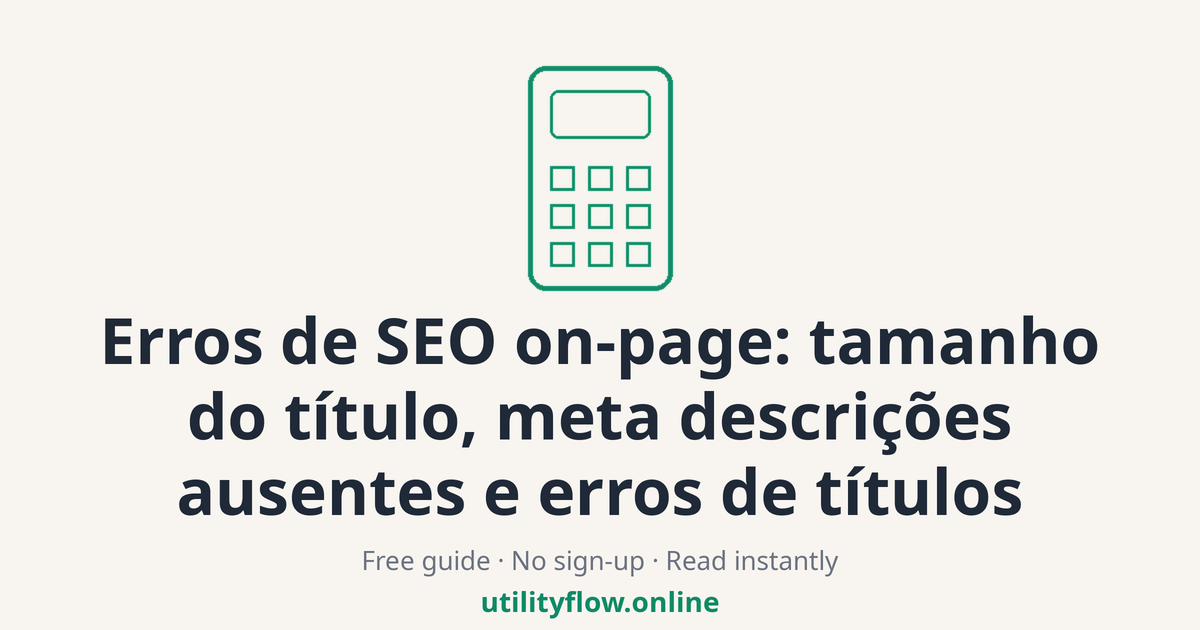 Erros de SEO on-page: tamanho
do título, meta descrições
ausentes e erros de títulos
Free guide · No sign-up · Read instantly
utilityflow.online